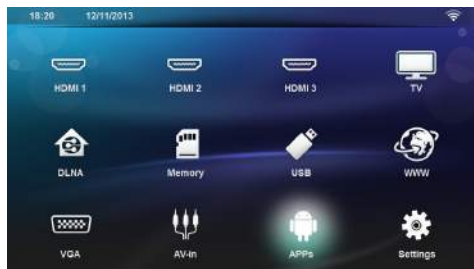 18:20 12/11/2013
HDMI 1 HDMI 2 HDMI 3 TV
DLNA Memory USB WWW
VGA AV-in APPs Settings